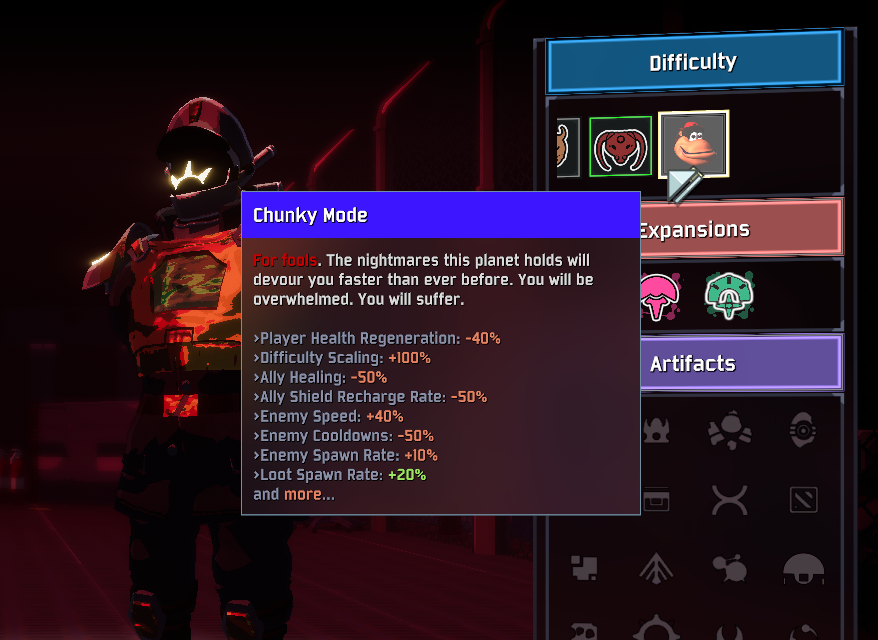 Difficulty
Chunky Mode
For fools. The nightmares this planet holds will
devour you faster than ever before. You will be
overwhelmed. You will suffer.
>Player Health Regeneration: -40%
>Difficulty Scaling: +100%
>Ally Healing: -50%
>Ally Shield Recharge Rate: -50%
>Enemy Speed: +40%
>Enemy Cooldowns: -50%
>Enemy Spawn Rate: +10%
>Loot Spawn Rate: +20%
and more...
Expansions
Artifacts